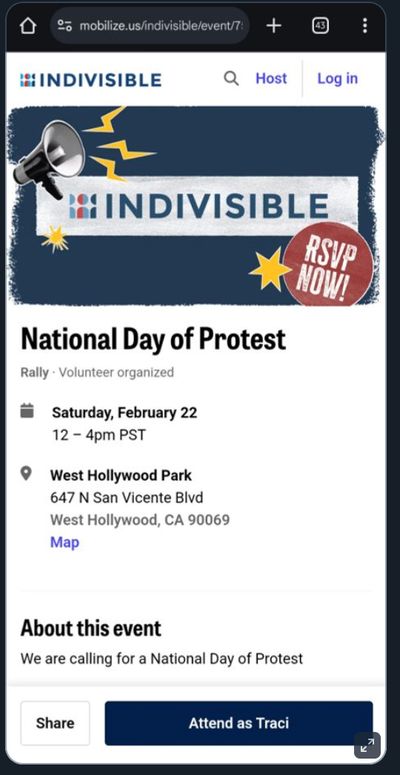 mobilize.us/indivisible/event/7
43
INDIVISIBLE
Host
Log in
INDIVISIBLE
RSVP
NOW!
National Day of Protest
Rally · Volunteer organized
Saturday, February 22
12 – 4pm PST
West Hollywood Park
647 N San Vicente Blvd
West Hollywood, CA 90069
Map
About this event
We are calling for a National Day of Protest
Share
Attend as Traci